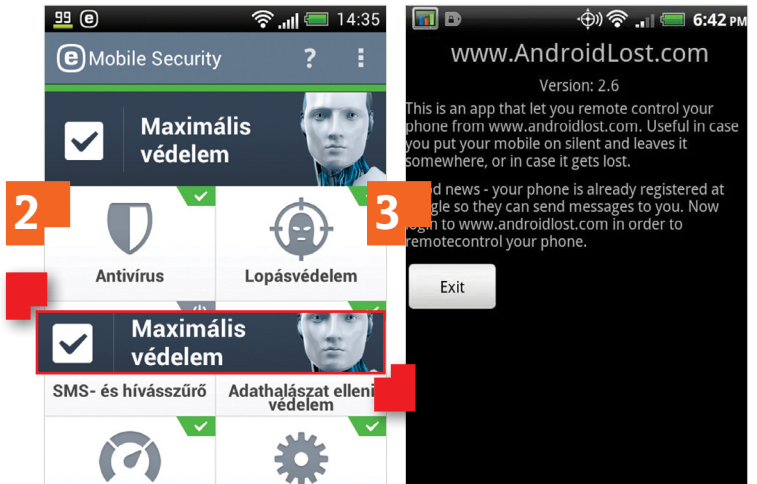 99 e 14:35
e Mobile Security ?
Maximális
védelem
2
Antivírus
Lopásvédelem
Maximális
védelem
SMS- és hívásszűrő
Adathalászat elleni
védelem
3
6:42 PM
www.AndroidLost.com
Version: 2.6
This is an app that let you remote control your
phone from www.androidlost.com. Useful in case
you put your mobile on silent and leaves it
somewhere, or in case it gets lost.
news - your phone is already registered at
so they can send messages to you. Now
to www.androidlost.com in order to
remotecontrol your phone.
Exit